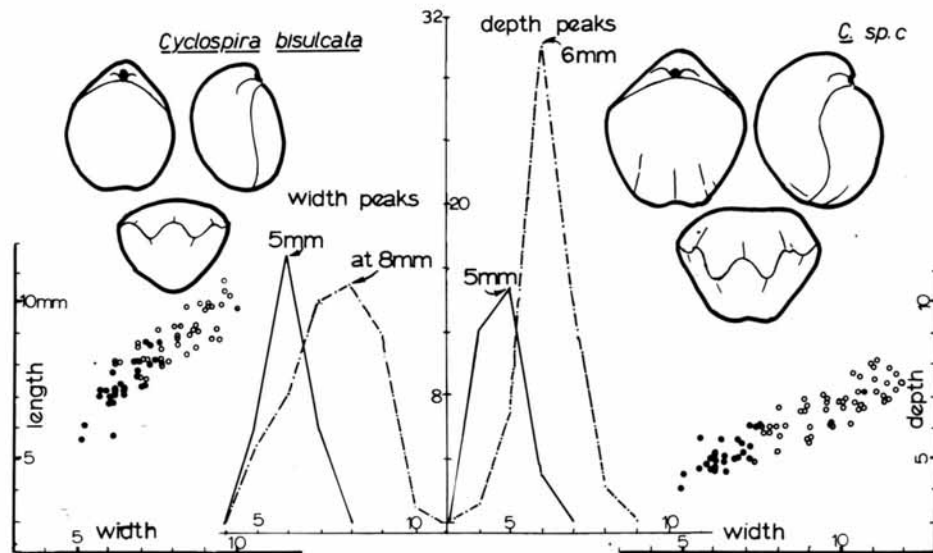 Cyclospira bisulcata
32
depth peaks
6mm
C. sp. c
width peaks
5mm
at 8mm
20
5mm
10mm
length
5
8
10
depth
5
width
5
10
5
10
5
10
width
5
10